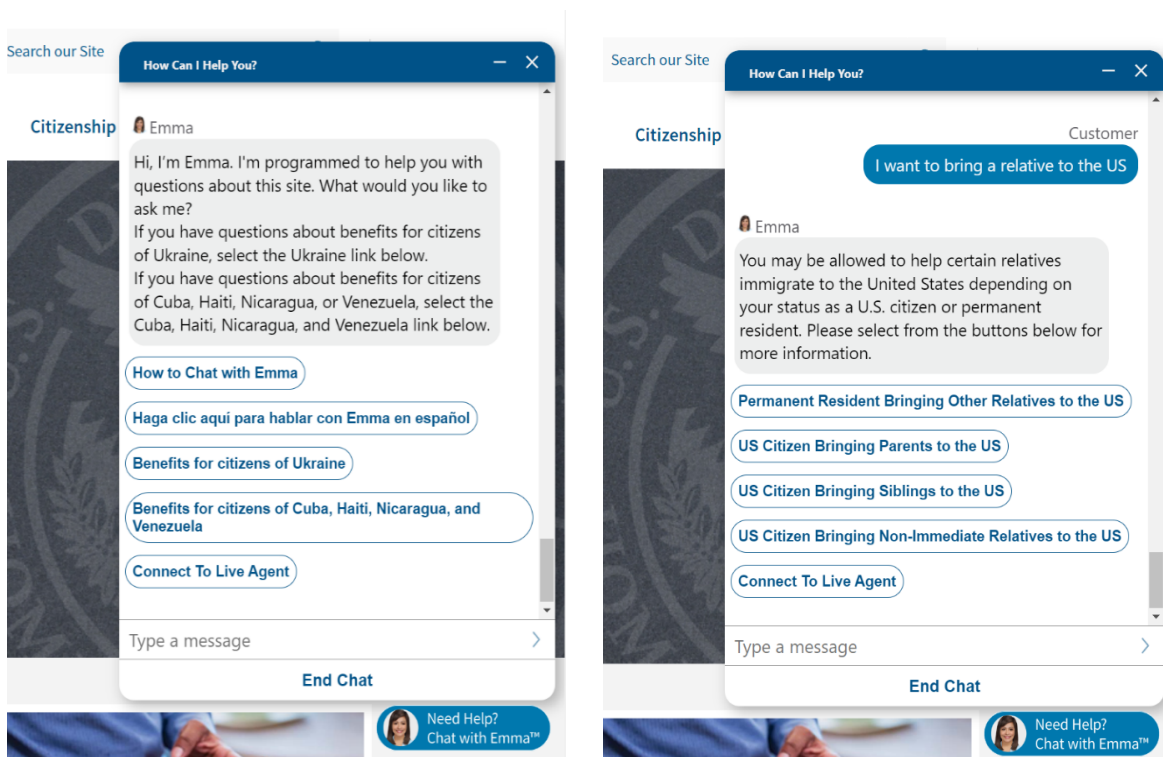 Search our Site
How Can I Help You?
Citizenship
Emma
Hi, I'm Emma. I'm programmed to help you with
questions about this site. What would you like to
ask me?
If you have questions about benefits for citizens
of Ukraine, select the Ukraine link below.
If you have questions about benefits for citizens
of Cuba, Haiti, Nicaragua, or Venezuela, select the
Cuba, Haiti, Nicaragua, and Venezuela link below.
How to Chat with Emma
Haga clic aquí para hablar con Emma en español
Benefits for citizens of Ukraine
Benefits for citizens of Cuba, Haiti, Nicaragua, and
Venezuela
Connect To Live Agent
Type a message
End Chat
Need Help?
Chat with Emma™
Search our Site
How Can I Help You?
Citizenship
Customer
I want to bring a relative to the US
Emma
You may be allowed to help certain relatives
immigrate to the United States depending on
your status as a U.S. citizen or permanent
resident. Please select from the buttons below for
more information.
Permanent Resident Bringing Other Relatives to the US
US Citizen Bringing Parents to the US
US Citizen Bringing Siblings to the US
US Citizen Bringing Non-Immediate Relatives to the US
Connect To Live Agent
Type a message
End Chat
Need Help?
Chat with Emma™